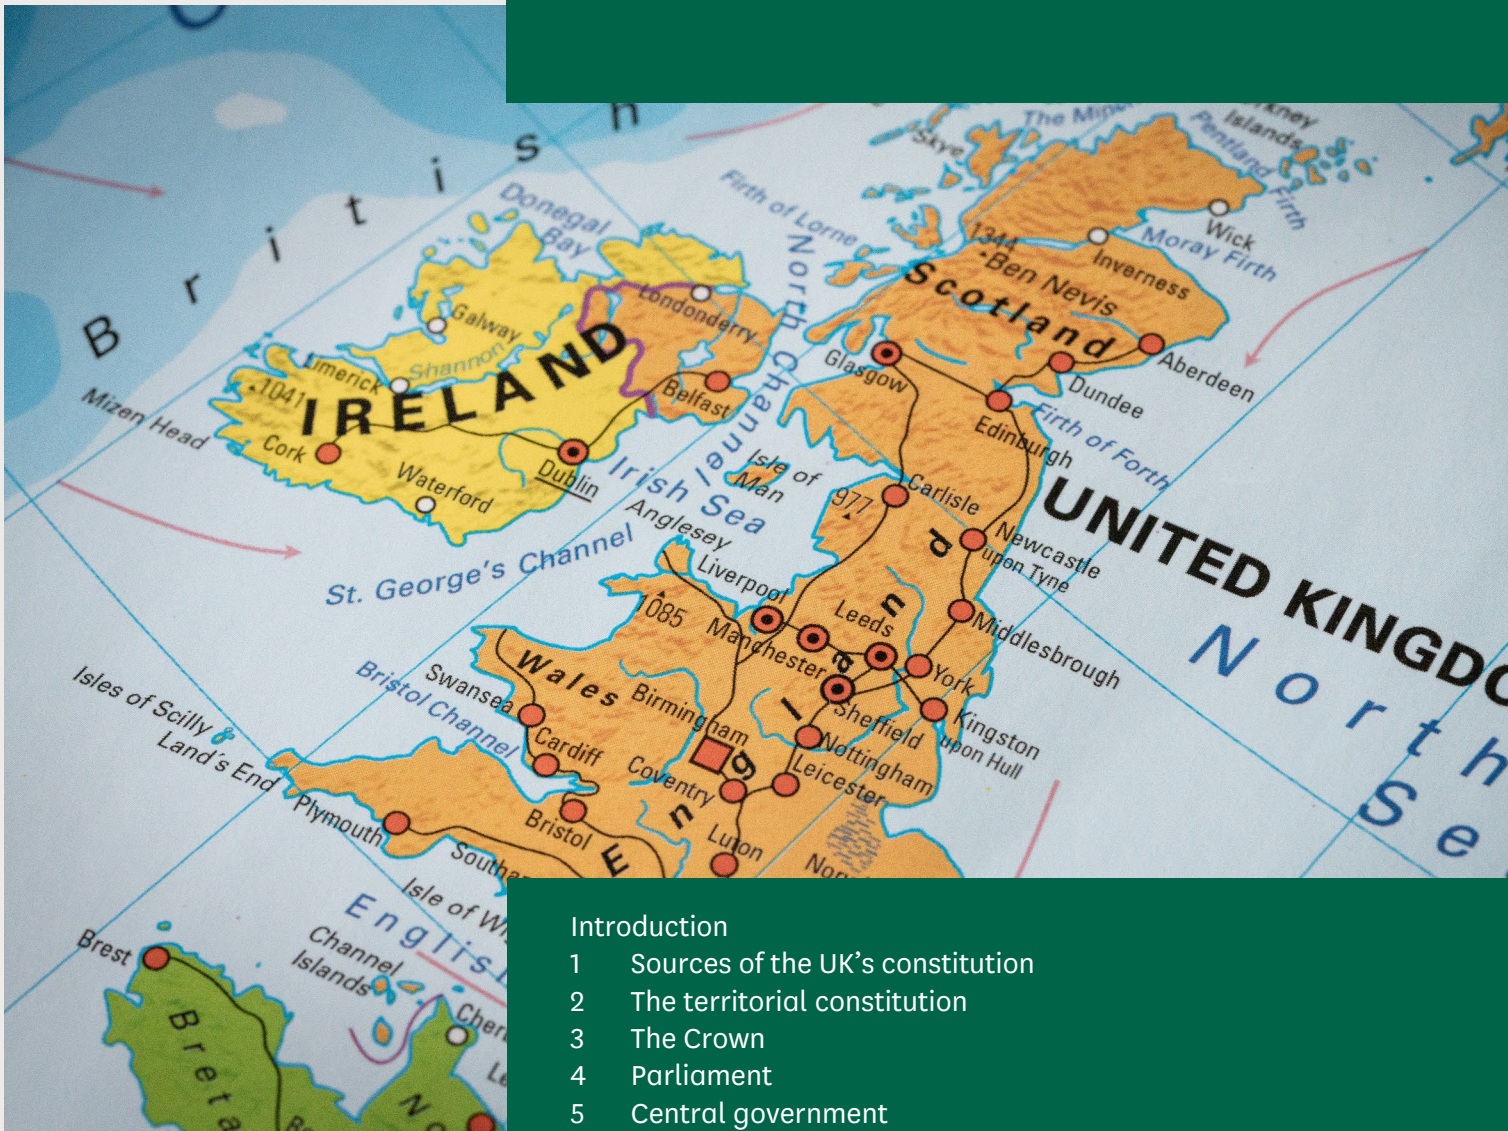 B r i t i s h
Donegal
Bay
Firth of Lorne
North Channel
Skye
Islands
Pentland Firth
Wick
Moray Firth
Inverness
1344
Ben Nevis
Scotland
Glasgow
Aberdeen
Dundee
Edinburgh
Firth of Forth
Londonderry
Belfast
Galway
Shannon
Limerick
1041
IRELAND
Mizen Head
Cork
Waterford
Dublin
Irish Sea
Isle of
Man
977
Carlisle
Newcastle
upon Tyne
UNITED
North
Anglesey
St. George's Channel
Liverpool
1085
Manchester
Leeds
Middlesbrough
York
Kingston
upon Hull
Sheffield
Nottingham
Leicester
Birmingham
Coventry
Wales
Swansea
Cardiff
Bristol Channel
Isles of Scilly
Land's End
Plymouth
Bristol
Luton
England
Isle of
Channel
Islands
Brest
Introduction
1 Sources of the UK’s constitution
2 The territorial constitution
3 The Crown
4 Parliament
5 Central government